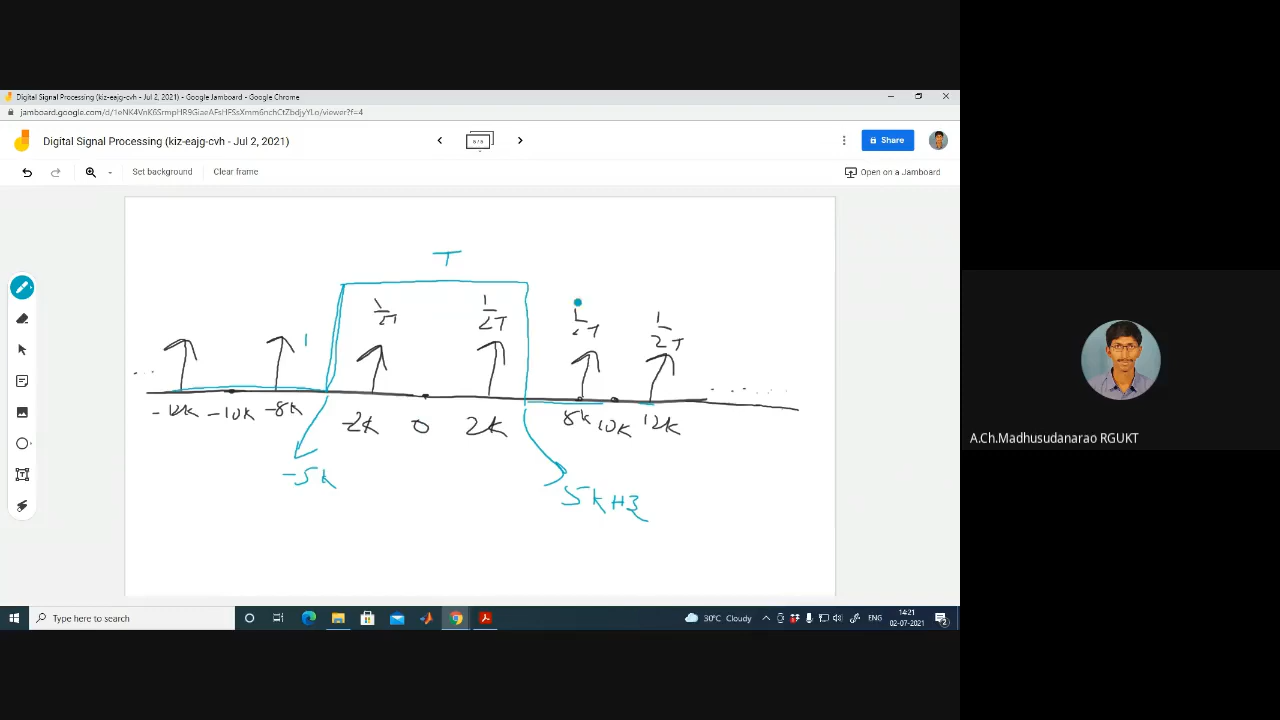 Digital Signal Processing (kiz-eajg-cvh - Jul 2, 2021) - Google Jamboard - Google Chrome
Digital Signal Processing (kiz-eajg-cvh - Jul 2, 2021)
Share
Set background
Clear frame
Open on a Jamboard
T
1/2T
1/2T
1/2T
1/2T
-12K -10K -8K -2K 0 2K 8K 10K 12K
-5K
5KHz
A.Ch.Madhusudanarao RGUKT
Type here to search
30°C Cloudy
ENG
14:21
02-07-2021
2